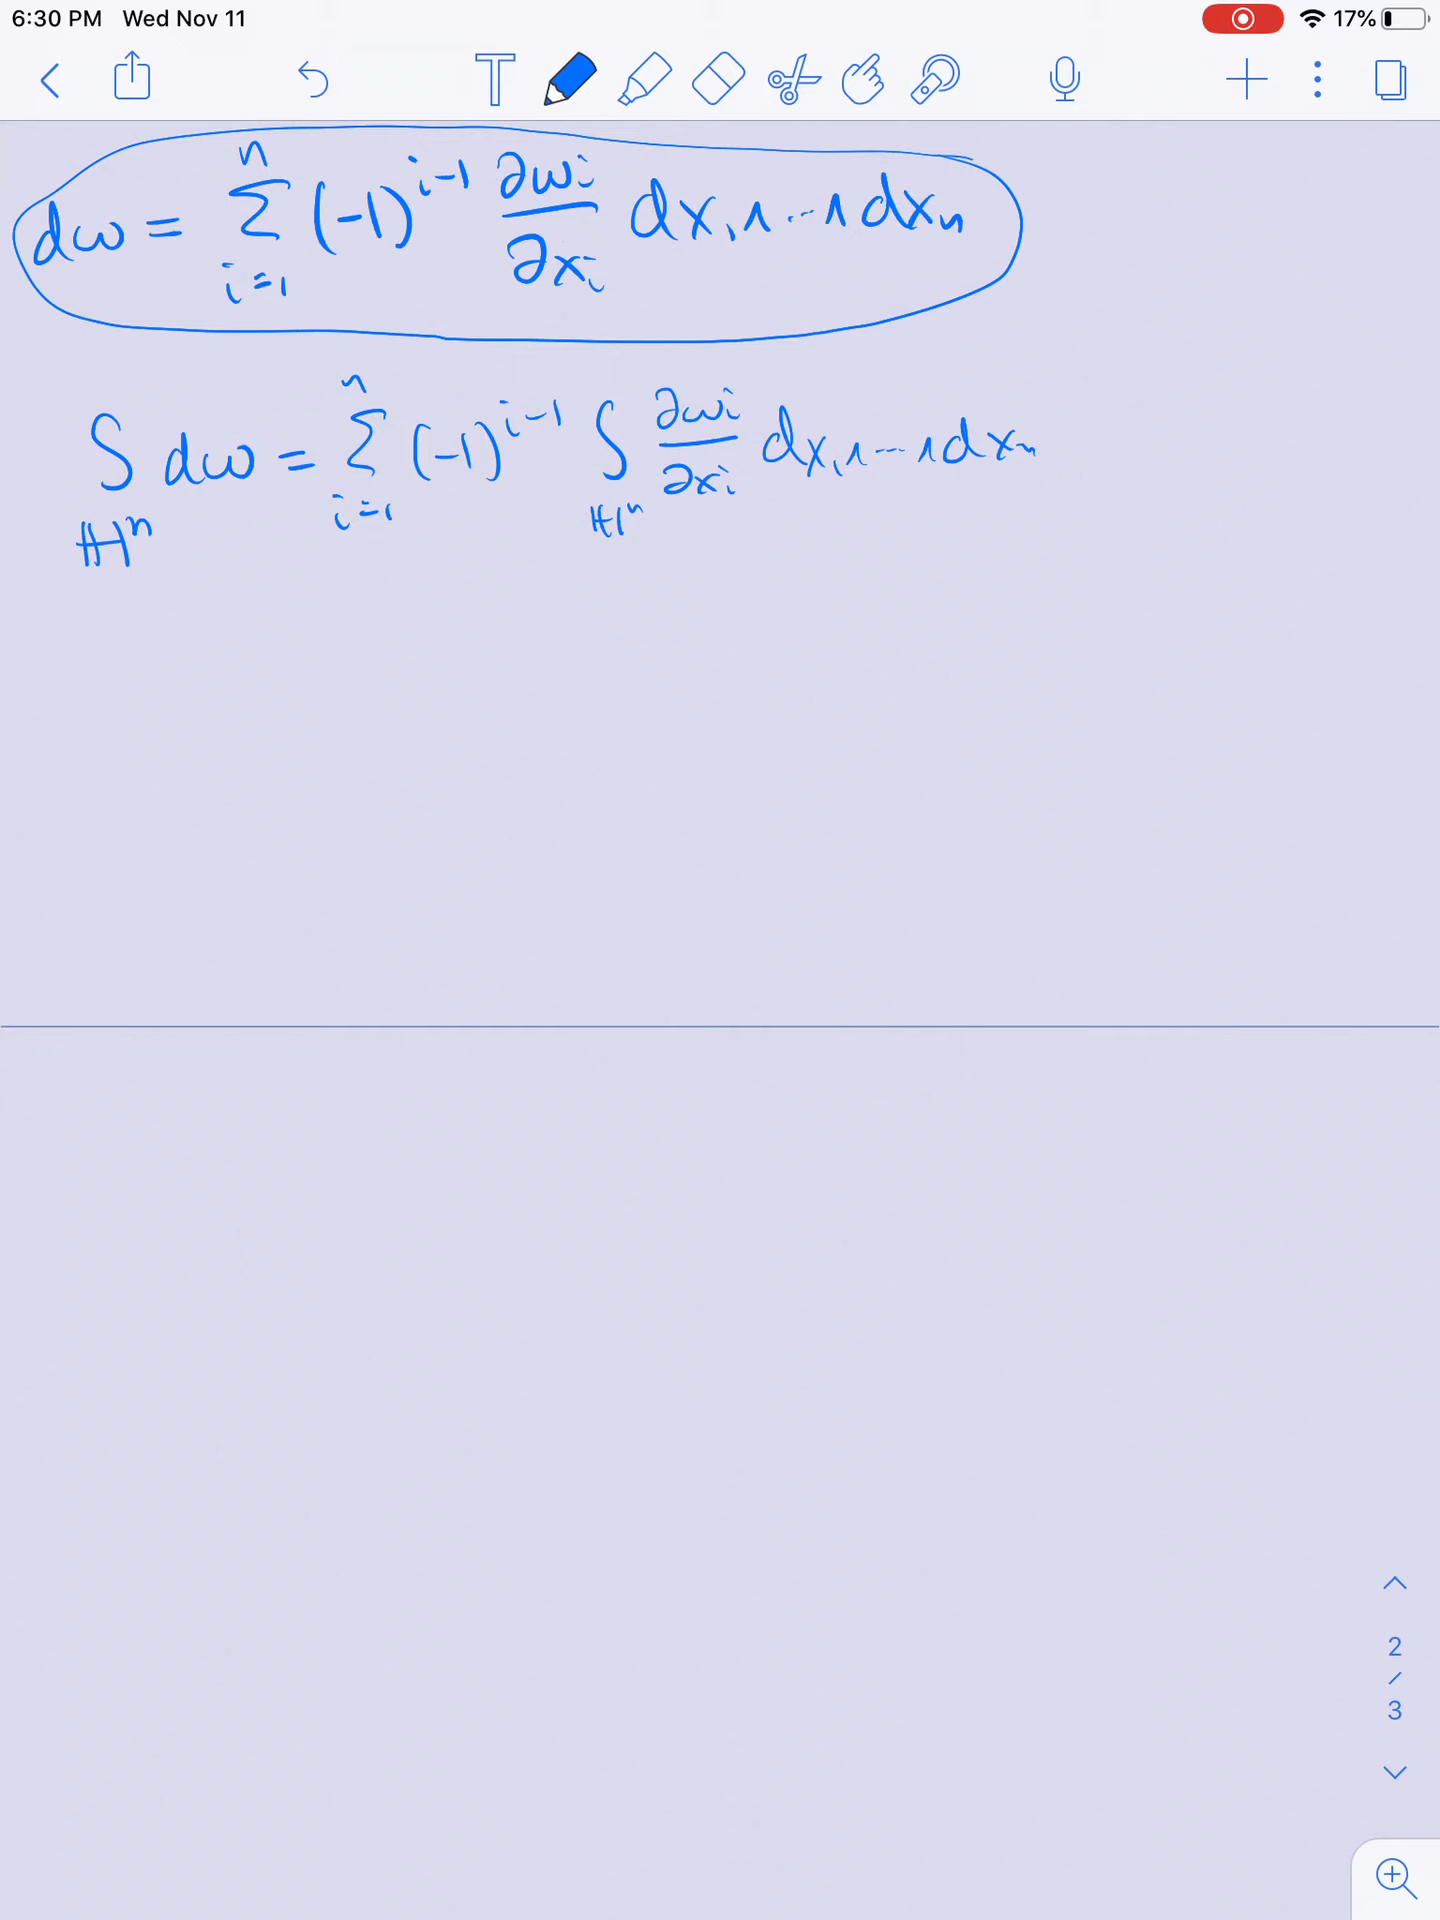 6:30 PM Wed Nov 11 17%
T
dω = Σ_{i=1}^{n} (-1)^{i-1} ∂ω_i/∂x_i dx_1 ∧ ... ∧ dx_n
∫_{ℍ^n} dω = Σ_{i=1}^{n} (-1)^{i-1} ∫_{ℍ^n} ∂ω_i/∂x_i dx_1 ∧ ... ∧ dx_n
2
/
3